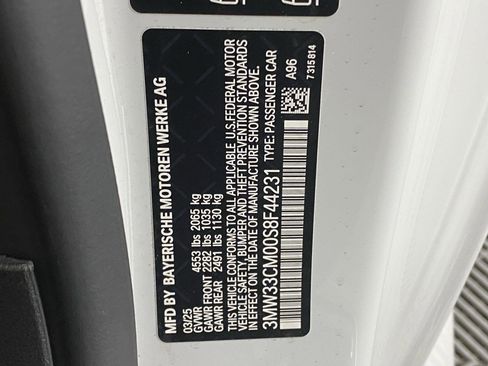 MFD BY BAYERISCHE MOTOREN WERKE AG
03/25
GVWR 4553 lbs 2065 kg
GAWR FRONT 2282 lbs 1035 kg
GAWR REAR 2491 lbs 1130 kg
THIS VEHICLE CONFORMS TO ALL APPLICABLE U.S.FEDERAL MOTOR
VEHICLE SAFETY, BUMPER AND THEFT PREVENTION STANDARDS
IN EFFECT ON THE DATE OF MANUFACTURE SHOWN ABOVE.
3MW33CM00S8F44231 TYPE: PASSENGER CAR
A96
7315814